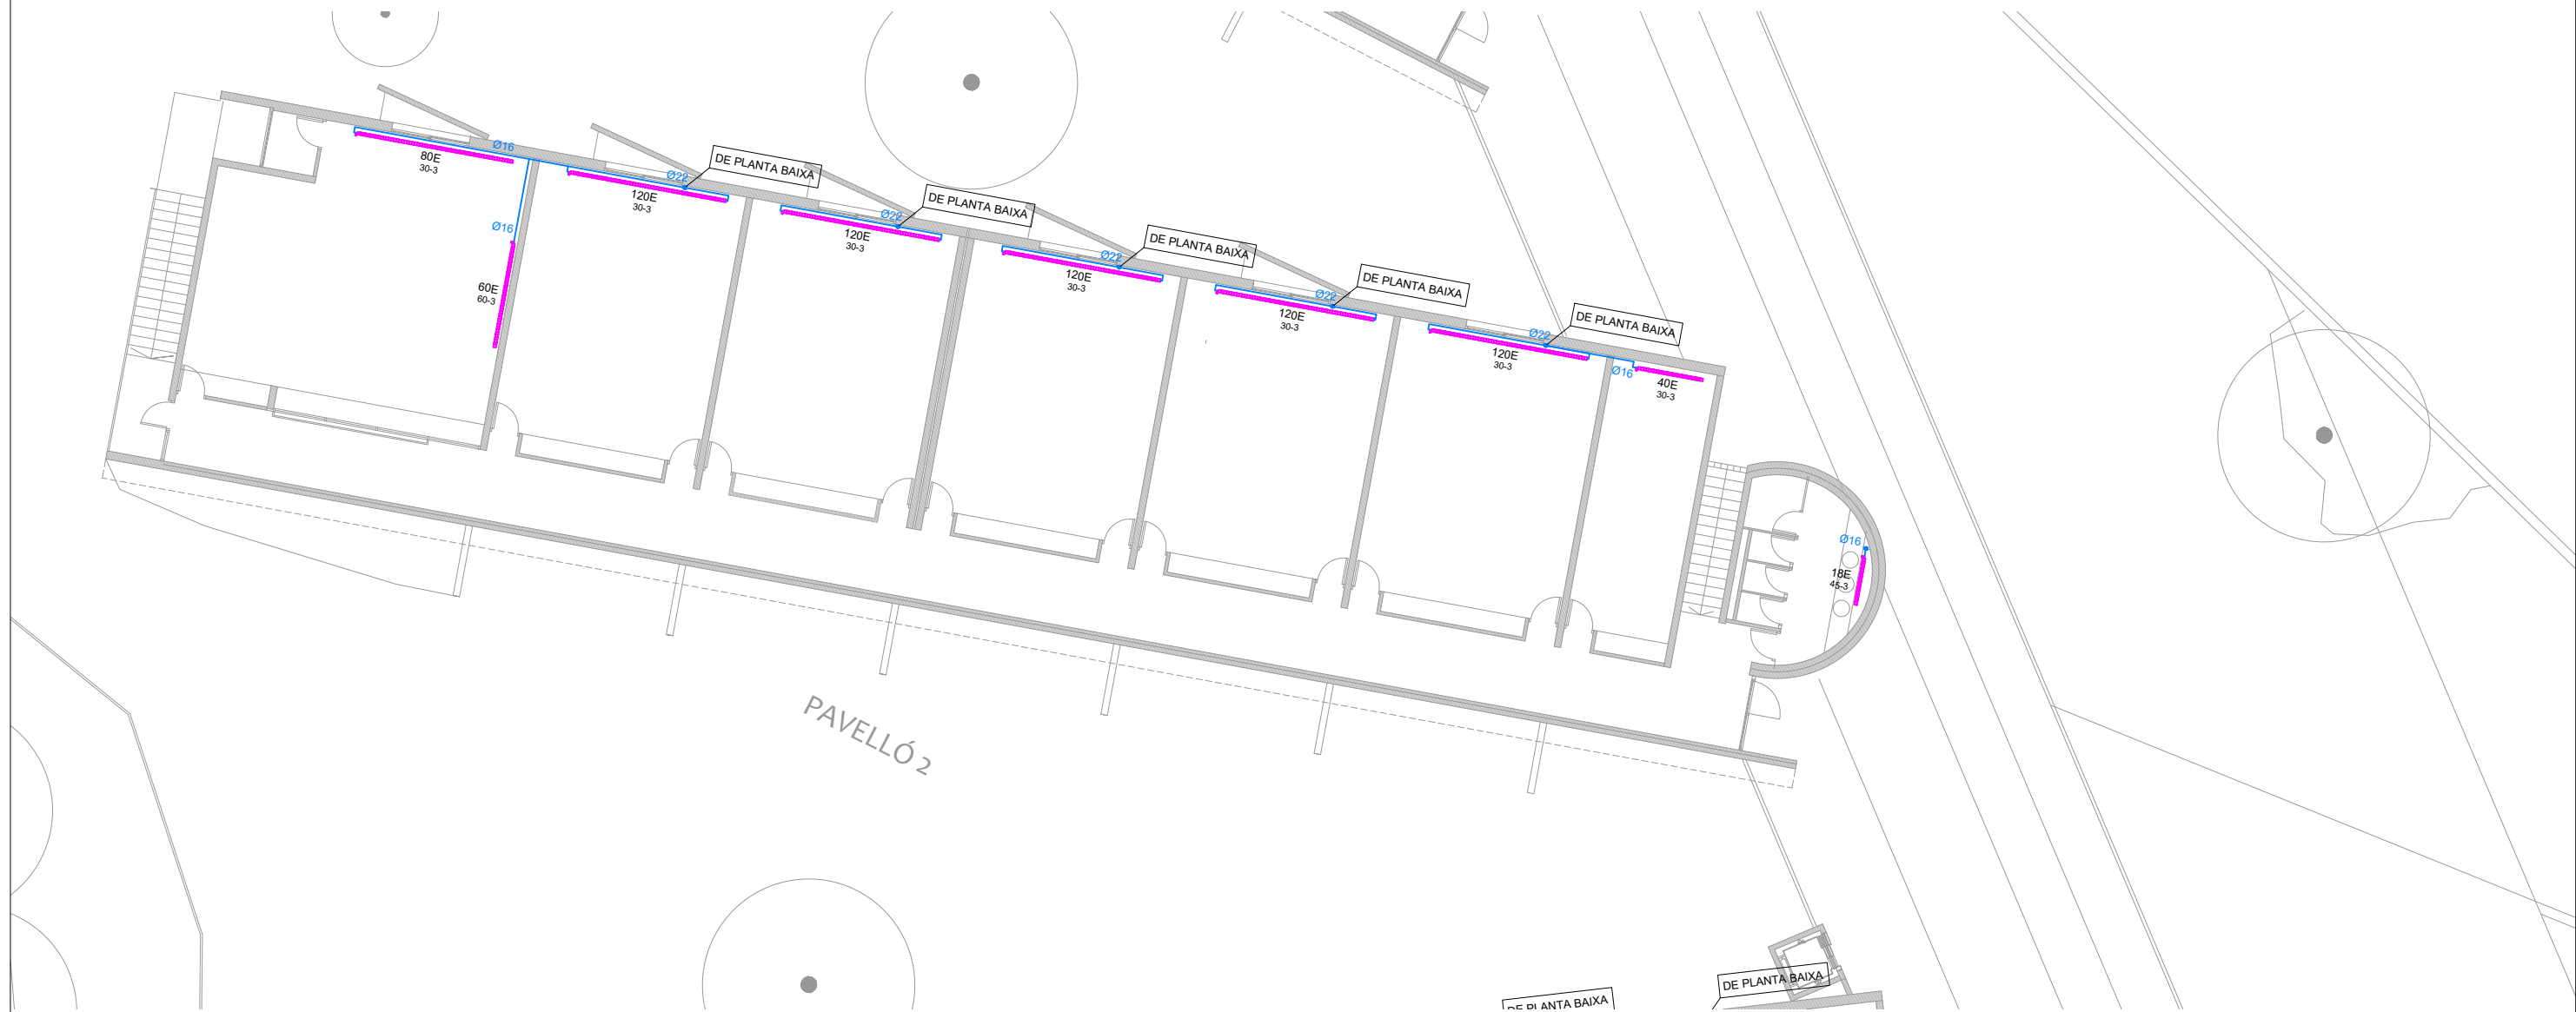 Ø16
80E
30-3
Ø16
60E
60-3
DE PLANTA BAIXA
Ø22
120E
30-3
DE PLANTA BAIXA
Ø22
120E
30-3
DE PLANTA BAIXA
Ø22
120E
30-3
DE PLANTA BAIXA
Ø22
120E
30-3
DE PLANTA BAIXA
Ø22
120E
30-3
Ø16
40E
30-3
Ø16
18E
45-3
PAVELLÓ 2
DE PLANTA BAIXA
DE PLANTA BAIXA